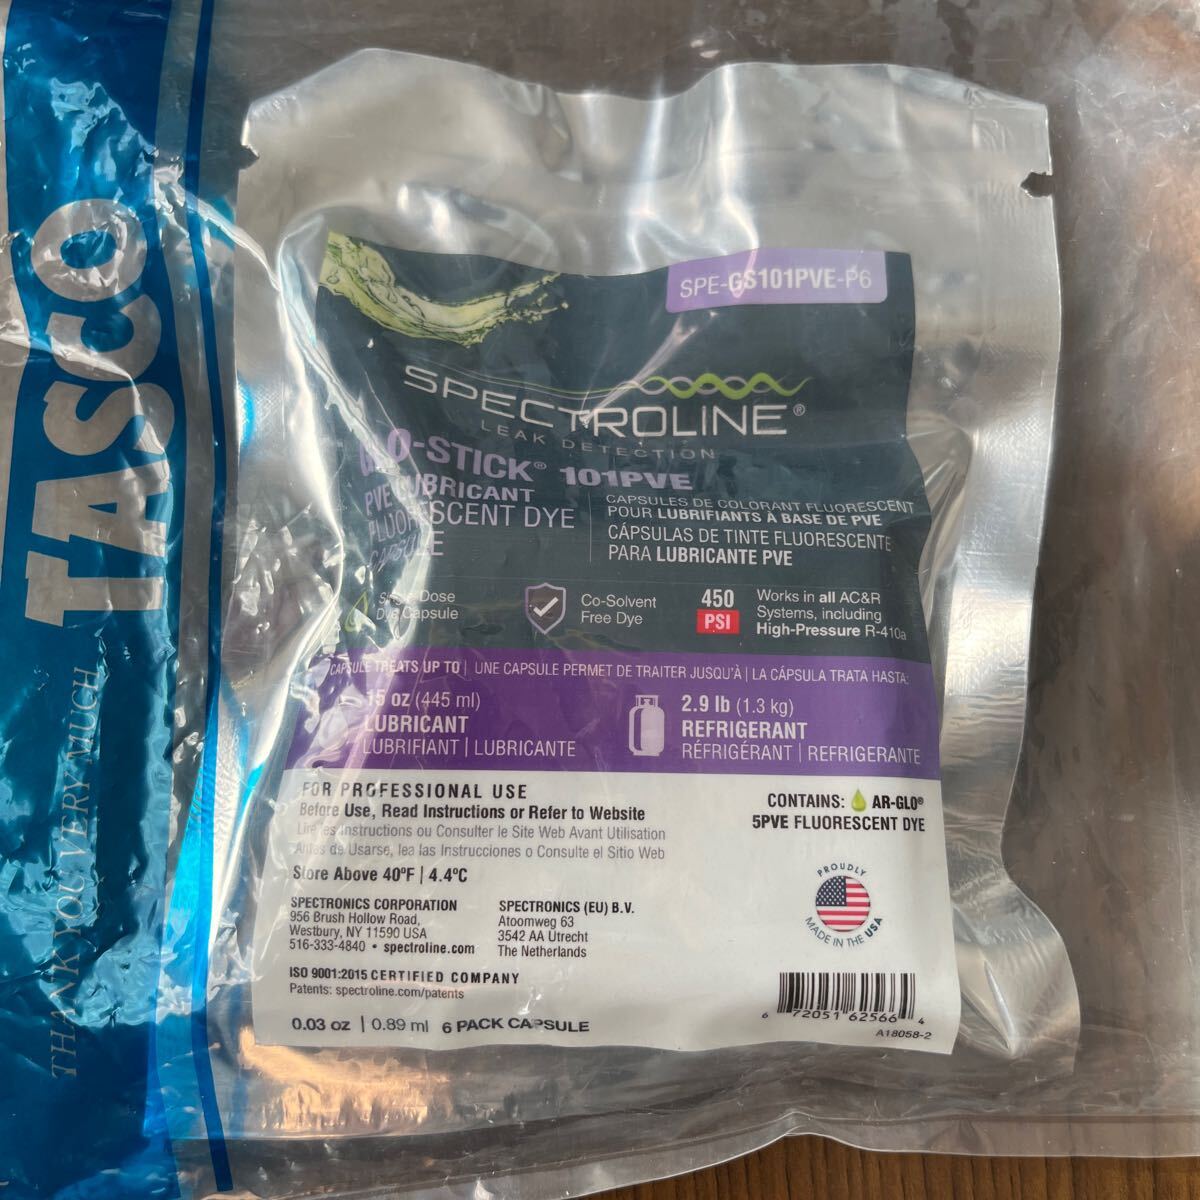 TASCO
THANK YOU VERY MUCH
SPE-GS101PVE-P6
SPECTROLINE®
LEAK DETECTION
GLO-STICK® 101PVE
PVE LUBRICANT
FLUORESCENT DYE
CAPSULE
CAPSULES DE COLORANT FLUORESCENT
POUR LUBRIFIANTS À BASE DE PVE
CÁPSULAS DE TINTE FLUORESCENTE
PARA LUBRICANTE PVE
Single Dose
Dye Capsule
Co-Solvent
Free Dye
450
PSI
Works in all AC&R
Systems, including
High-Pressure R-410a
CAPSULE TREATS UP TO | UNE CAPSULE PERMET DE TRAITER JUSQU'À | LA CÁPSULA TRATA HASTA:
15 oz (445 ml)
LUBRICANT
LUBRIFIANT | LUBRICANTE
2.9 lb (1.3 kg)
REFRIGERANT
RÉFRIGÉRANT | REFRIGERANTE
FOR PROFESSIONAL USE
Before Use, Read Instructions or Refer to Website
Lire les Instructions ou Consulter le Site Web Avant Utilisation
Antes de Usarse, lea las Instrucciones o Consulte el Sitio Web
Store Above 40ºF | 4.4ºC
CONTAINS: AR-GLO®
5PVE FLUORESCENT DYE
SPECTRONICS CORPORATION
956 Brush Hollow Road,
Westbury, NY 11590 USA
516-333-4840 • spectroline.com
SPECTRONICS (EU) B.V.
Atoomweg 63
3542 AA Utrecht
The Netherlands
PROUDLY
MADE IN THE USA
ISO 9001:2015 CERTIFIED COMPANY
Patents: spectroline.com/patents
0.03 oz | 0.89 ml 6 PACK CAPSULE
6 72051 62566 4
A18058-2